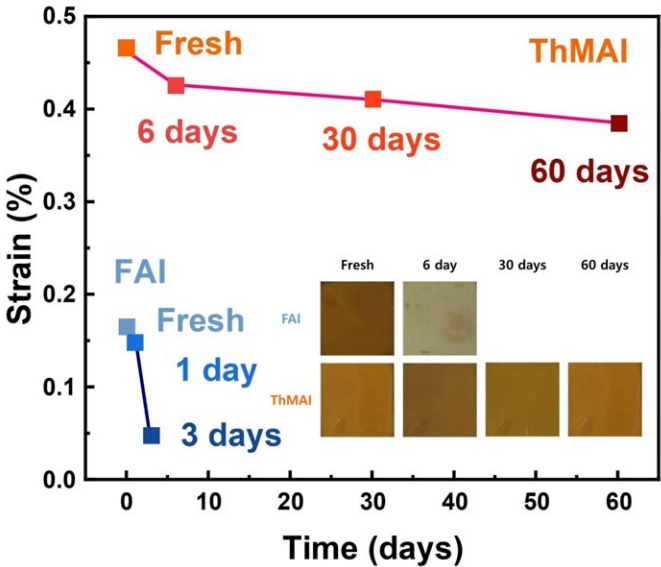 0.5
0.4
0.3
0.2
0.1
0.0
Strain (%)
Fresh
ThMAI
6 days
30 days
60 days
FAI
Fresh
1 day
3 days
Fresh
6 day
30 days
60 days
FAI
ThMAI
0
10
20
30
40
50
60
Time (days)